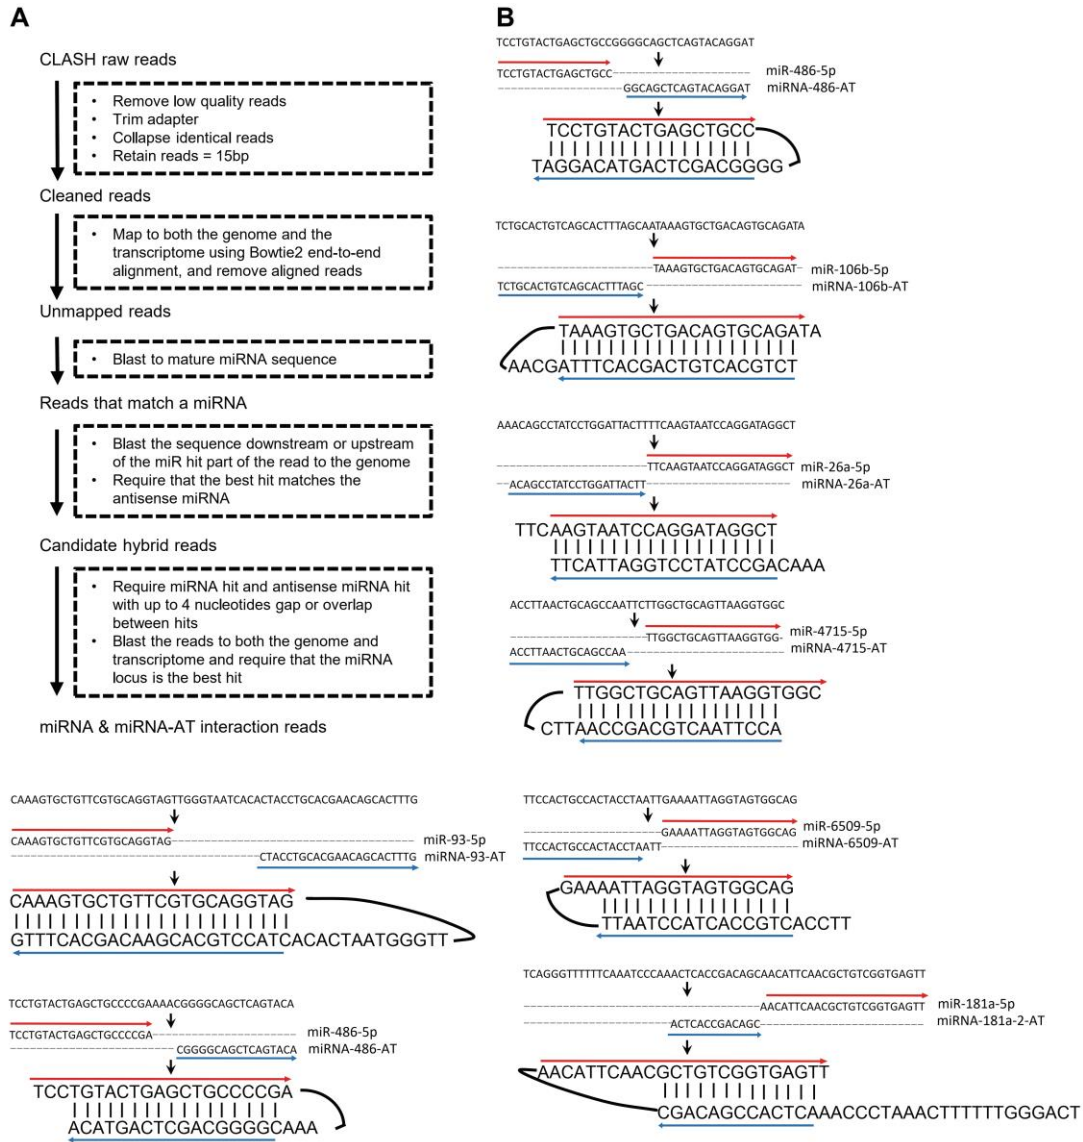 A
CLASH raw reads
• Remove low quality reads
• Trim adapter
• Collapse identical reads
• Retain reads = 15bp
Cleaned reads
• Map to both the genome and the
transcriptome using Bowtie2 end-to-end
alignment, and remove aligned reads
Unmapped reads
• Blast to mature miRNA sequence
Reads that match a miRNA
• Blast the sequence downstream or upstream
of the miR hit part of the read to the genome
• Require that the best hit matches the
antisense miRNA
Candidate hybrid reads
• Require miRNA hit and antisense miRNA hit
with up to 4 nucleotides gap or overlap
between hits
• Blast the reads to both the genome and
transcriptome and require that the miRNA
locus is the best hit
miRNA & miRNA-AT interaction reads
B
TCCTGTACTGAGCTGCCGGGGCAGCTCAGTACAGGAT
TCCTGTACTGAGCTGCC miR-486-5p
GGCAGCTCAGTACAGGAT miRNA-486-AT
TCCTGTACTGAGCTGCC
TAGGACATGACTCGACGGGG
TCTGCACTGTCAGCACTTTAGCAATAAAGTGCTGACAGTGCAGATA
TAAAGTGCTGACAGTGCAGAT miR-106b-5p
TCTGCACTGTCAGCACTTTAGC miRNA-106b-AT
TAAAGTGCTGACAGTGCAGATA
AACGATTTCACGACTGTCACGTCT
AAACAGCCTATCCTGGATTACTTTTCAAGTAATCCAGGATAGGCT
TTCAAGTAATCCAGGATAGGCT miR-26a-5p
ACAGCCTATCCTGGATTACTT miRNA-26a-AT
TTCAAGTAATCCAGGATAGGCT
TTCATTAGGTCCTATCCGACAAA
ACCTTAACTGCAGCCAATTCTTGGCTGCAGTTAAGGTGGC
TTGGCTGCAGTTAAGGTGG miR-4715-5p
ACCTTAACTGCAGCCAA miRNA-4715-AT
TTGGCTGCAGTTAAGGTGGC
CTTAACCGACGTCAATTCCA
CAAAGTGCTGTTCGTGCAGGTAGTTGGGTAATCACACTACCTGCACGAACAGCACTTTG
CAAAGTGCTGTTCGTGCAGGTAG miR-93-5p
CTACCTGCACGAACAGCACTTTG miRNA-93-AT
CAAAGTGCTGTTCGTGCAGGTAG
GTTTCACGACAAGCACGTCCATCACACTAATGGGTT
TTCCACTGCCACTACCTAATTGAAAATTAGGTAGTGGCAG
GAAAATTAGGTAGTGGCAG miR-6509-5p
TTCCACTGCCACTACCTAATT miRNA-6509-AT
GAAAATTAGGTAGTGGCAG
TTAATCCATCACCGTCACCTT
TCCTGTACTGAGCTGCCCCGAAAACGGGGCAGCTCAGTACA
TCCTGTACTGAGCTGCCCCGA miR-486-5p
CGGGGCAGCTCAGTACA miRNA-486-AT
TCCTGTACTGAGCTGCCCCGA
ACATGACTCGACGGGGCAAA
TCAGGGTTTTTTCAAATCCCAAACTCACCGACAGCAACATTCAACGCTGTCGGTGAGTT
AACATTCAACGCTGTCGGTGAGTT miR-181a-5p
ACTCACCGACAGC miRNA-181a-2-AT
AACATTCAACGCTGTCGGTGAGTT
CGACAGCCACTCAAACCCTAAACTTTTTTGGGACT